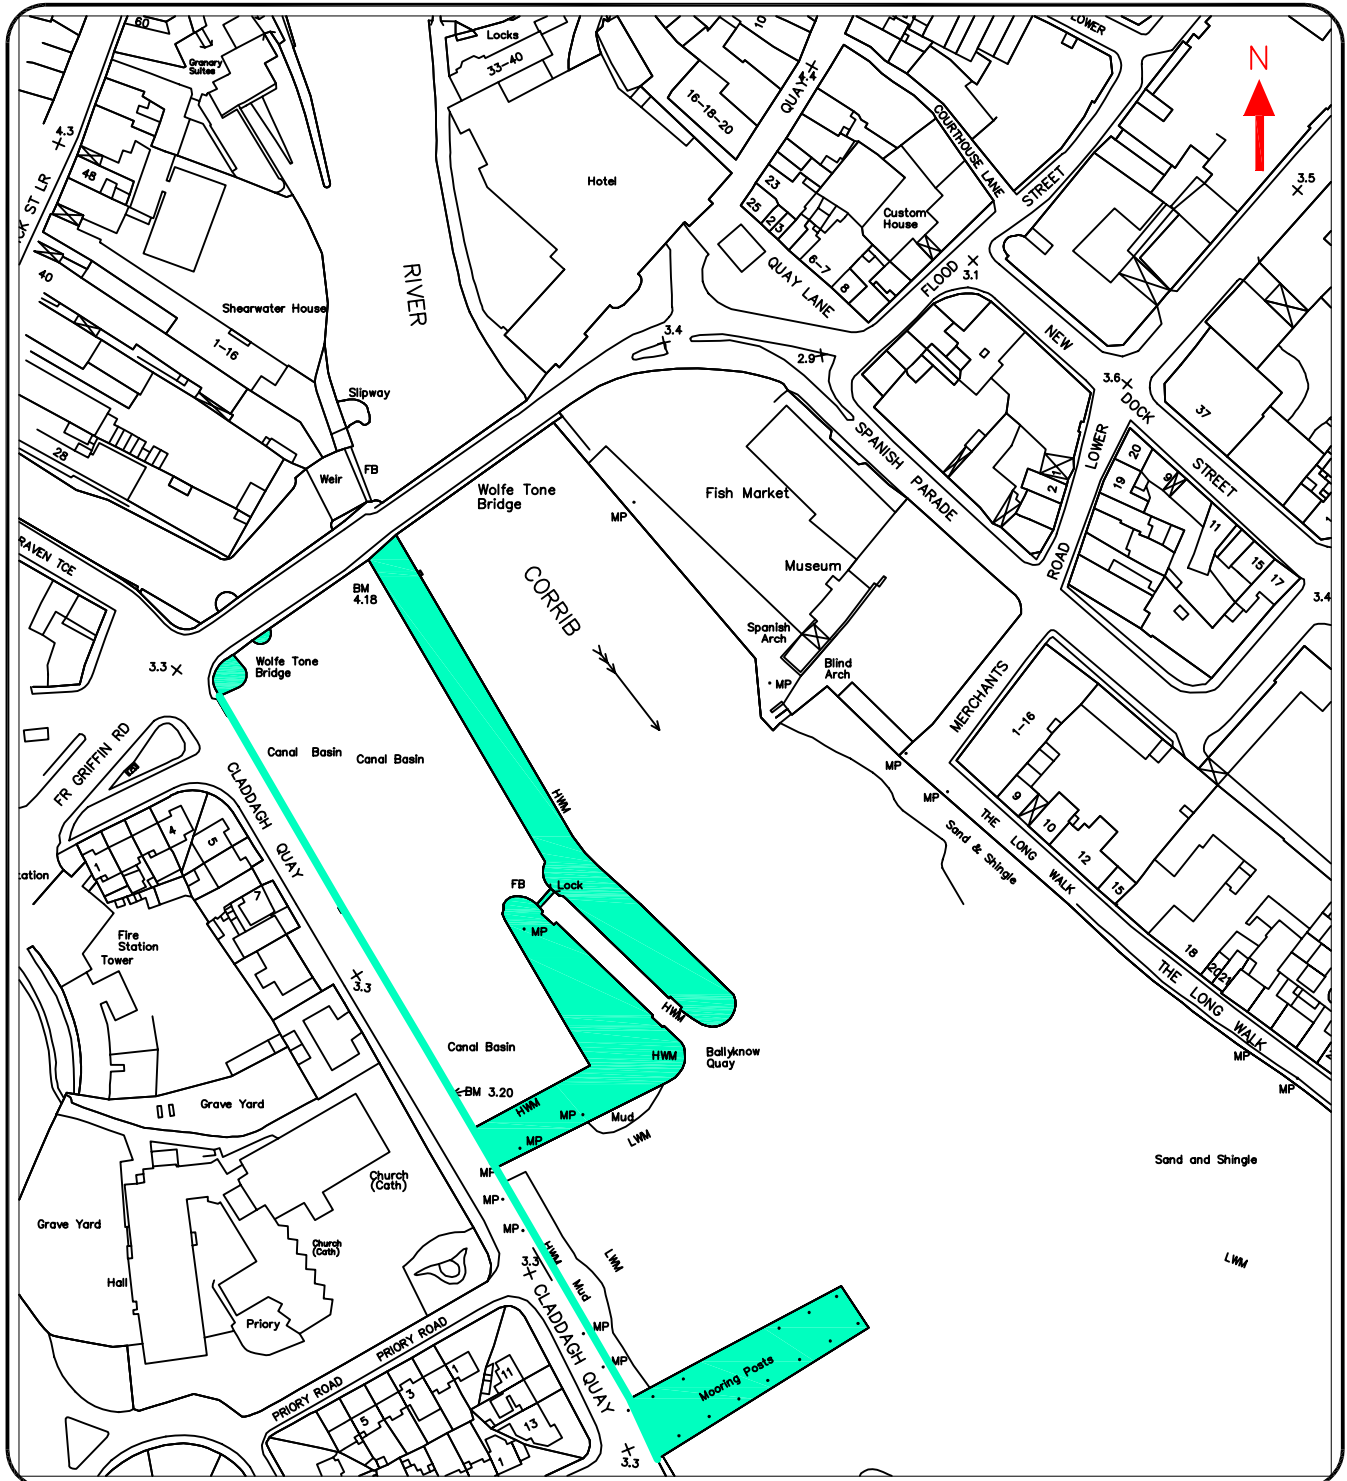 60
Locks
33-40
10
LOWER
N
Granary
Suites
4.3
48
16-18-20
QUAY
4.4
COURTHOUSE LANE
STREET
3.5
CK ST LR
Hotel
23
25
2
3
Custom
House
6-7
8
QUAY LANE
FLOOD
3.1
40
RIVER
Shearwater House
1-16
3.4
2.9
NEW
3.6
DOCK
STREET
37
Slipway
28
Weir
FB
Wolfe Tone
Bridge
MP
Fish Market
SPANISH
PARADE
LOWER
ROAD
20
19
9
11
15
17
3.4
RAVEN TCE
BM
4.18
CORRIB
Museum
Spanish
Arch
Blind
Arch
3.3
Wolfe Tone
Bridge
MP
MERCHANTS
1-16
FR GRIFFIN RD
Canal Basin
Canal Basin
MP
MP
CLADDAGH
QUAY
HWM
THE LONG WALK
Sand & Shingle
9
10
12
15
4
5
1
ation
7
FB
Lock
Fire
Station
Tower
MP
18
20
21
THE LONG WALK
3.3
HWM
Canal Basin
HWM
Ballyknow
Quay
MP
MP
BM 3.20
Grave Yard
HWM
MP
Mud
LWM
MP
Church
(Cath)
MP
MP
MP
Sand and Shingle
Grave Yard
Church
(Cath)
HWM
LWM
LWM
3.3
Hall
Mud
Priory
PRIORY ROAD
CLADDAGH QUAY
MP
MP
Mooring Posts
PRIORY ROAD
1
11
3
5
13
1
3.3